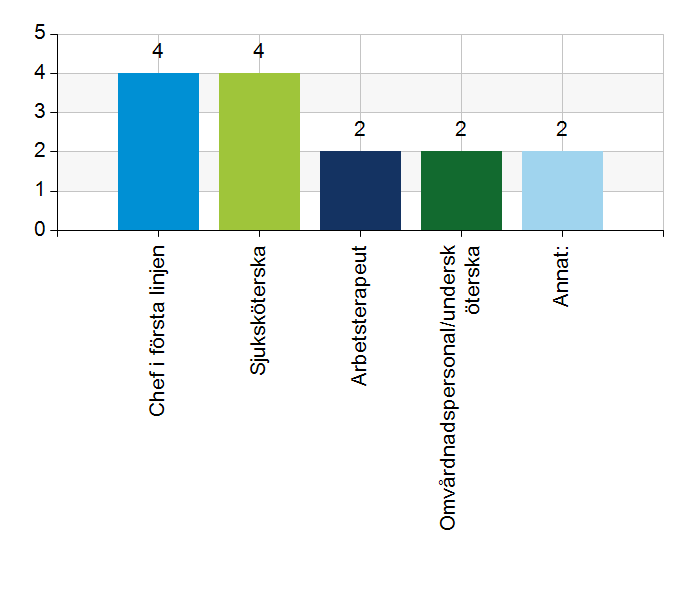 5
4
3
2
1
0
4
4
2
2
2
Chef i första linjen
Sjuksköterska
Arbetsterapeut
Omvårdnadspersonal/undersk
öterska
Annat: